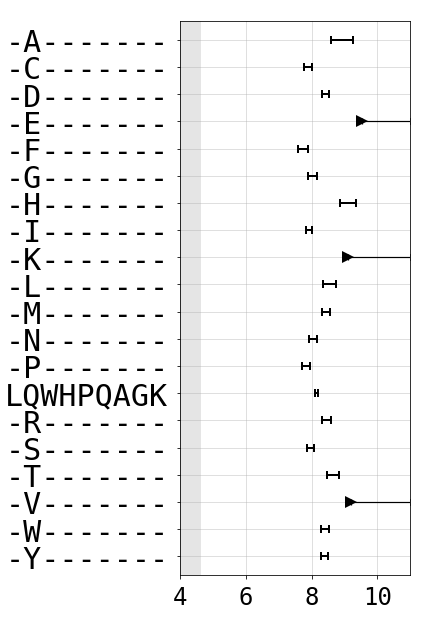 -A-------
-C-------
-D-------
-E-------
-F-------
-G-------
-H-------
-I-------
-K-------
-L-------
-M-------
-N-------
-P-------
LQWHPQAGK
-R-------
-S-------
-T-------
-V-------
-W-------
-Y-------
4 6 8 10